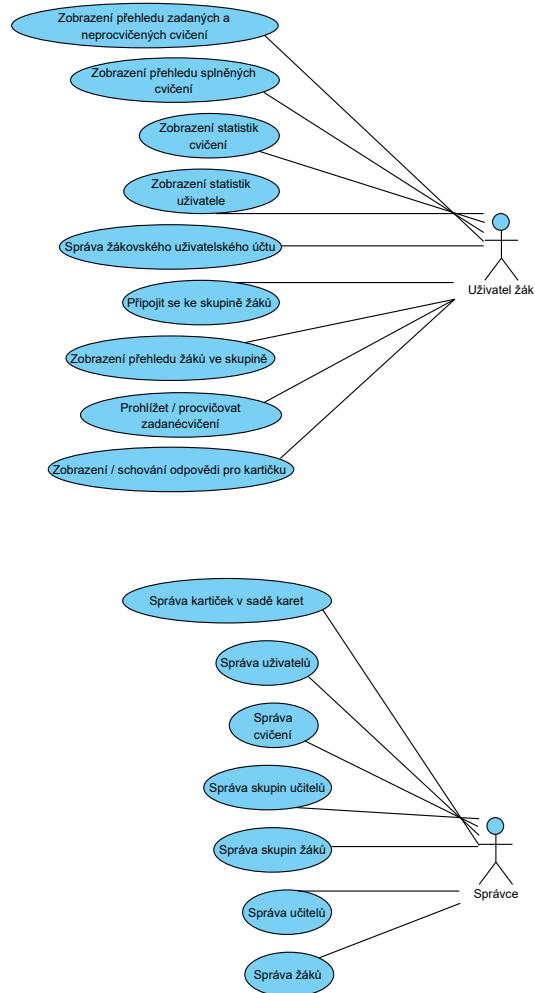 Zobrazení přehledu zadaných a
neprocvičených cvičení
Zobrazení přehledu splněných
cvičení
Zobrazení statistik
cvičení
Zobrazení statistik
uživatele
Správa žákovského uživatelského účtu
Uživatel žák
Připojit se ke skupině žáků
Zobrazení přehledu žáků ve skupině
Prohlížet / procvičovat
zadanécvičení
Zobrazení / schování odpovědi pro kartičku
Správa kartiček v sadě karet
Správa uživatelů
Správa
cvičení
Správa skupin učitelů
Správa skupin žáků
Správce
Správa učitelů
Správa žáků